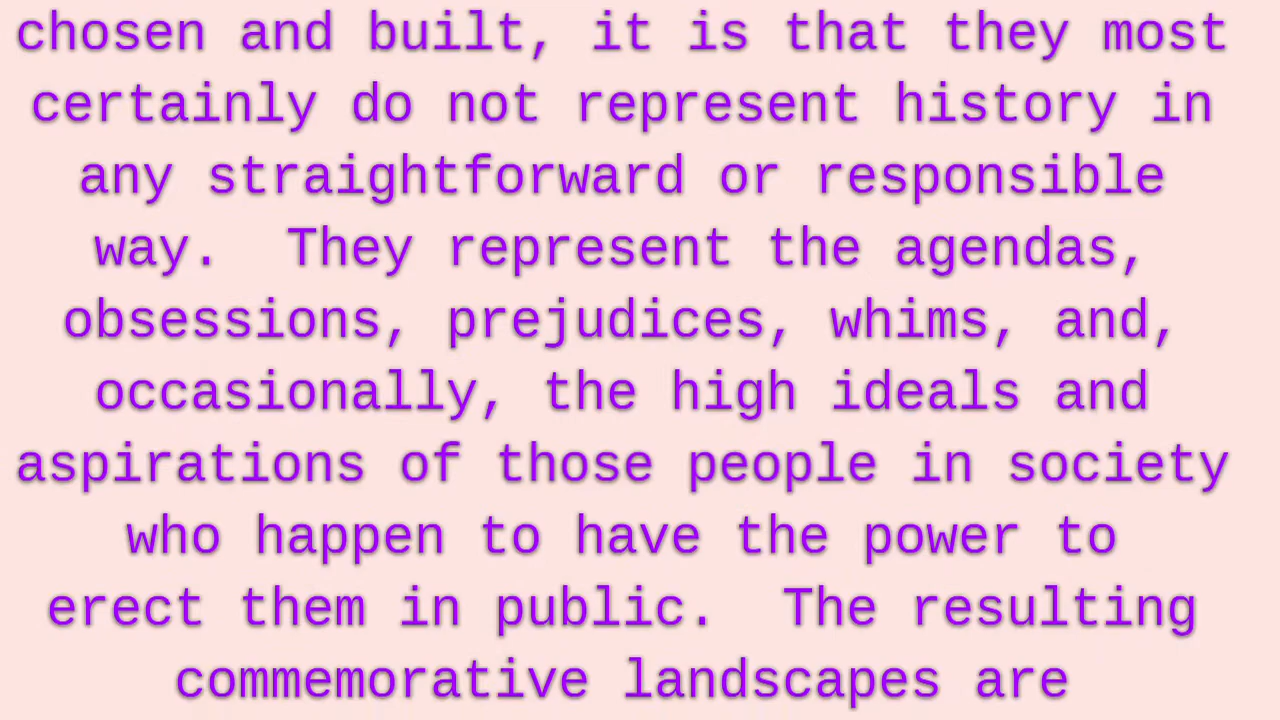 chosen and built, it is that they most
certainly do not represent history in
any straightforward or responsible
way.  They represent the agendas,
obsessions, prejudices, whims, and,
occasionally, the high ideals and
aspirations of those people in society
who happen to have the power to
erect them in public.  The resulting
commemorative landscapes are